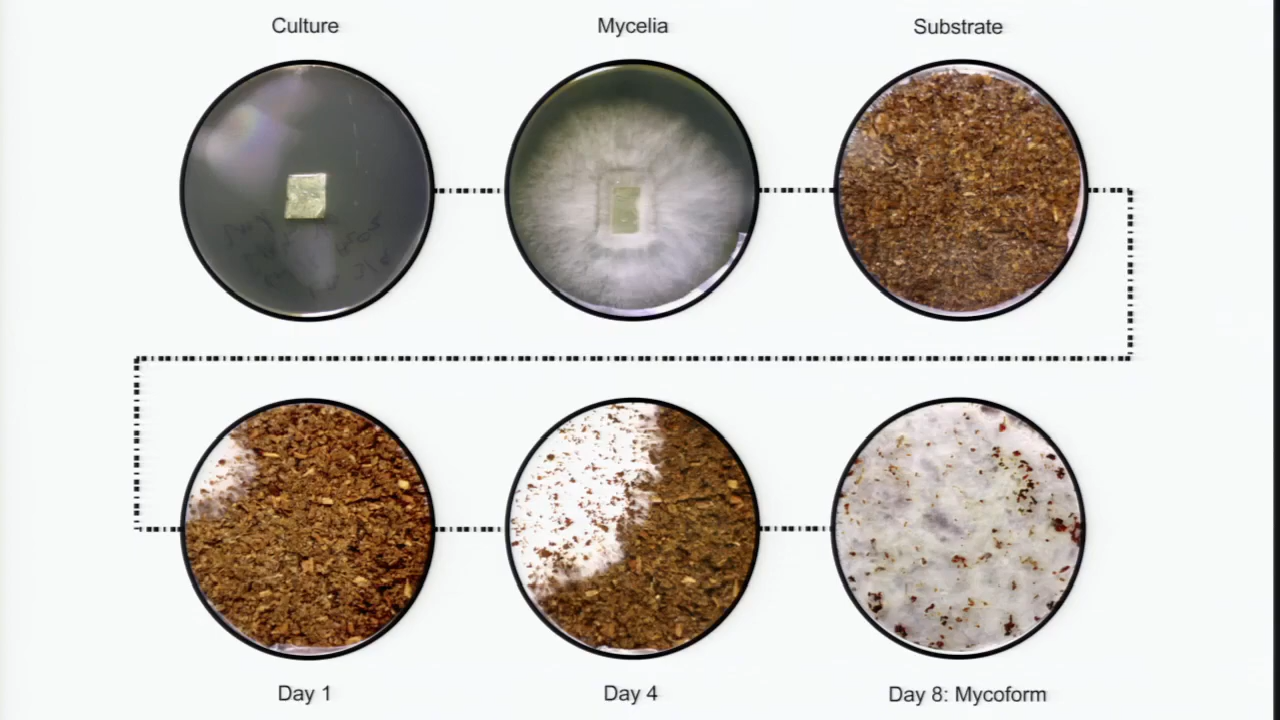 Culture
Mycelia
Substrate
Day 1
Day 4
Day 8: Mycoform